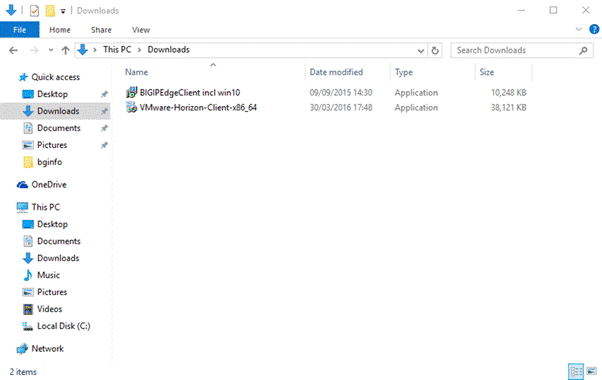 Downloads
File Home Share View
This PC Downloads Search Downloads
Name Date modified Type Size
Quick access
Desktop
Downloads
Documents
Pictures
bginfo
OneDrive
This PC
Desktop
Documents
Downloads
Music
Pictures
Videos
Local Disk (C:)
Network
BIGIPEdgeClient incl win10 09/09/2015 14:30 Application 10,248 KB
VMware-Horizon-Client-x86_64 30/03/2016 17:48 Application 38,121 KB
2 items